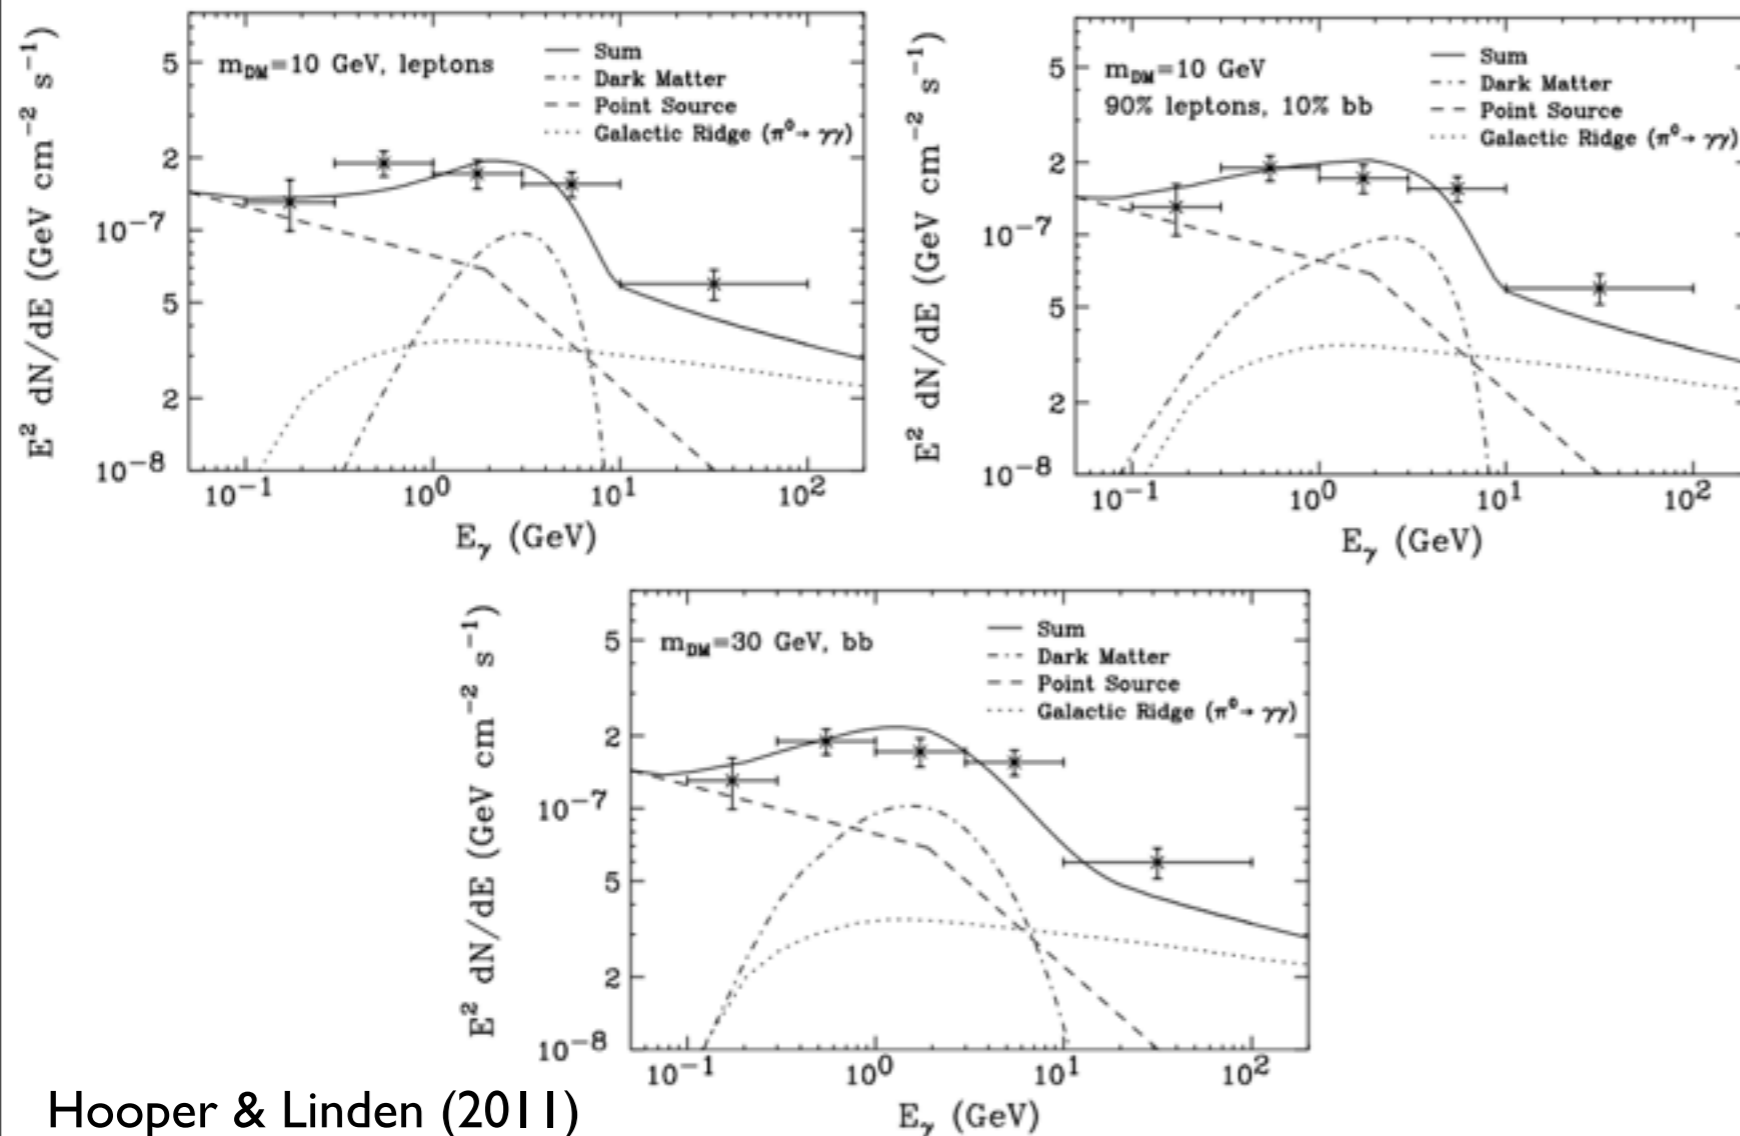 m_DM=10 GeV, leptons
Sum
Dark Matter
Point Source
Galactic Ridge (π⁰→ γγ)
E² dN/dE (GeV cm⁻² s⁻¹)
5
2
10⁻⁷
5
2
10⁻⁸
10⁻¹ 10⁰ 10¹ 10²
E_γ (GeV)
m_DM=10 GeV
90% leptons, 10% bb
Sum
Dark Matter
Point Source
Galactic Ridge (π⁰→ γγ)
E² dN/dE (GeV cm⁻² s⁻¹)
5
2
10⁻⁷
5
2
10⁻⁸
10⁻¹ 10⁰ 10¹ 10²
E_γ (GeV)
m_DM=30 GeV, bb
Sum
Dark Matter
Point Source
Galactic Ridge (π⁰→ γγ)
E² dN/dE (GeV cm⁻² s⁻¹)
5
2
10⁻⁷
5
2
10⁻⁸
10⁻¹ 10⁰ 10¹ 10²
E_γ (GeV)
Hooper & Linden (2011)